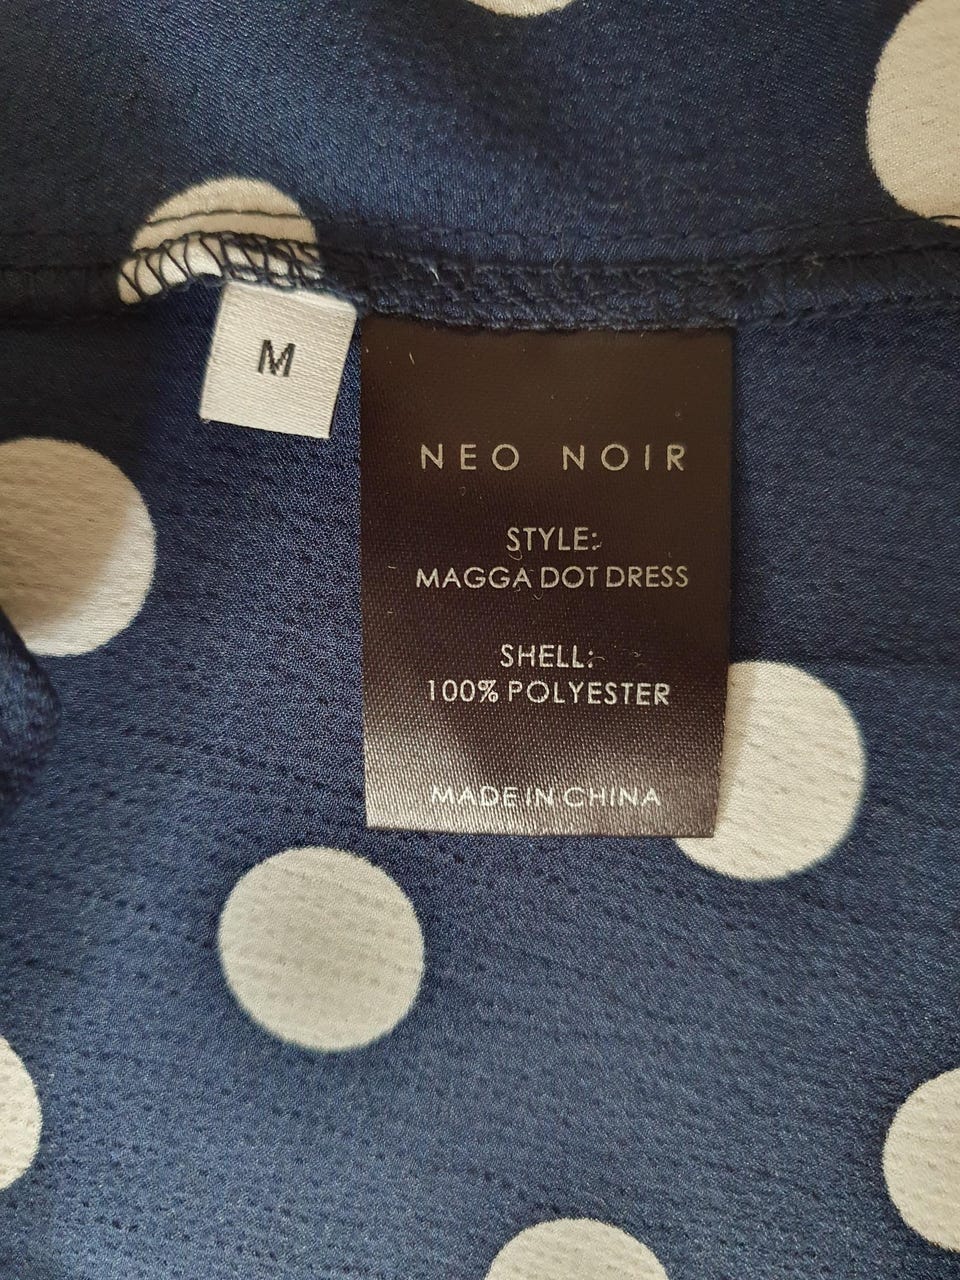 M
NEO NOIR
STYLE:
MAGGA DOT DRESS
SHELL:
100% POLYESTER
MADE IN CHINA